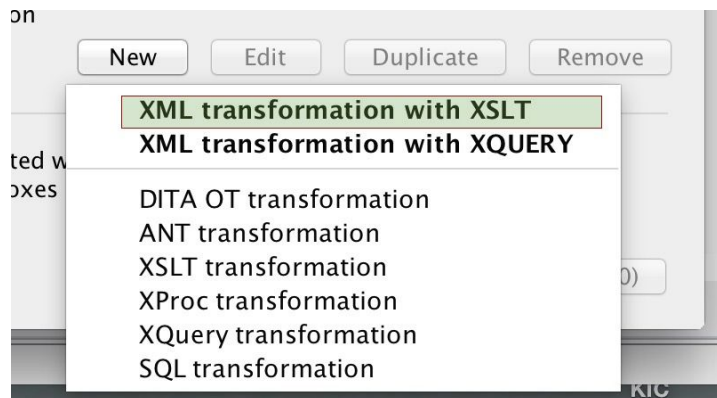 on
New Edit Duplicate Remove
XML transformation with XSLT
XML transformation with XQUERY
ted w
oxes
DITA OT transformation
ANT transformation
XSLT transformation
0)
XProc transformation
XQuery transformation
SQL transformation
KIC